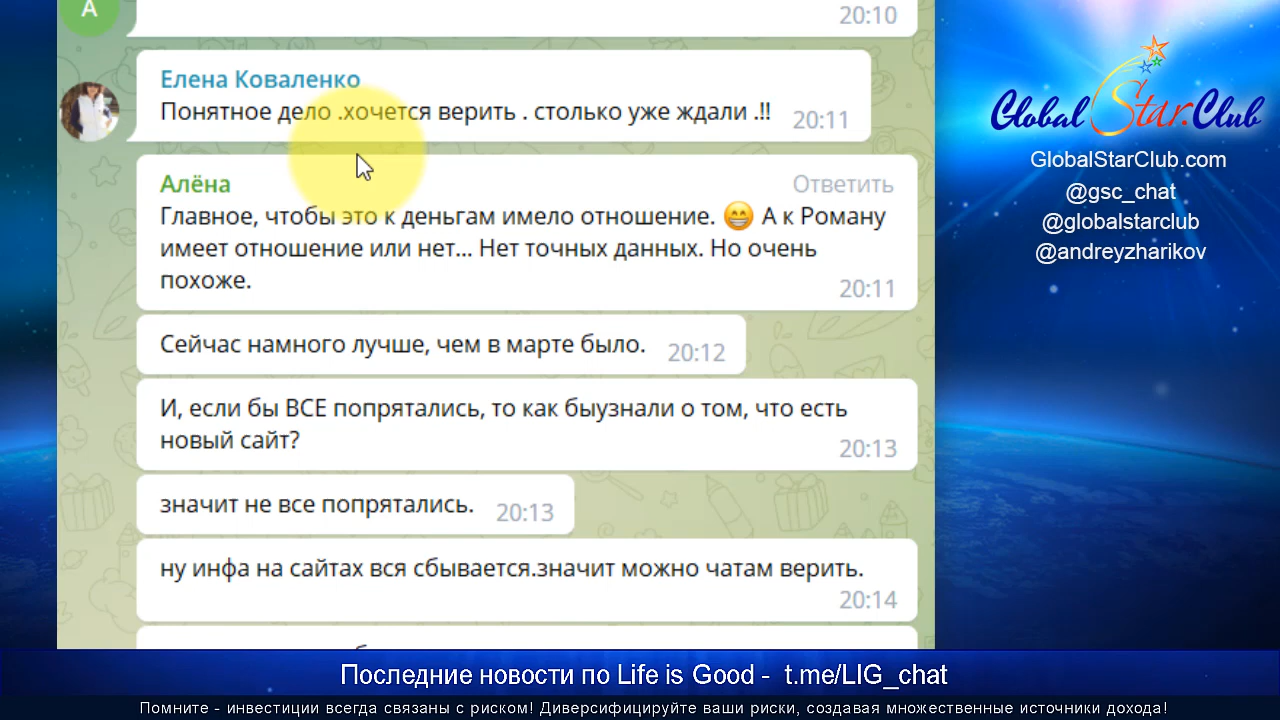 A
20:10
Елена Коваленко
Понятное дело .хочется верить . столько уже ждали .!!
20:11
Алёна
Ответить
Главное, чтобы это к деньгам имело отношение. 😁 А к Роману
имеет отношение или нет... Нет точных данных. Но очень
похоже.
20:11
Сейчас намного лучше, чем в марте было.
20:12
И, если бы ВСЕ попрятались, то как быузнали о том, что есть
новый сайт?
20:13
значит не все попрятались.
20:13
ну инфа на сайтах вся сбывается.значит можно чатам верить.
20:14
Global Star.Club
GlobalStarClub.com
@gsc_chat
@globalstarclub
@andreyzharikov
Последние новости по Life is Good - t.me/LIG_chat
Помните - инвестиции всегда связаны с риском! Диверсифицируйте ваши риски, создавая множественные источники дохода!